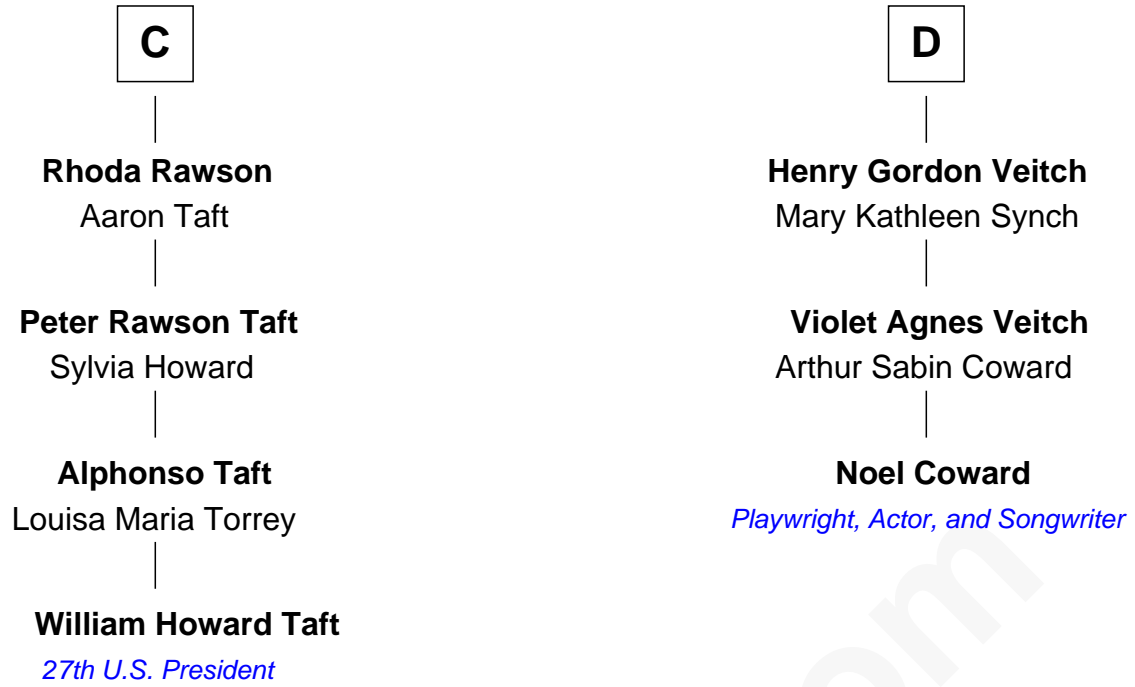 C
Rhoda Rawson
Aaron Taft
Peter Rawson Taft
Sylvia Howard
Alphonso Taft
Louisa Maria Torrey
William Howard Taft
27th U.S. President
D
Henry Gordon Veitch
Mary Kathleen Synch
Violet Agnes Veitch
Arthur Sabin Coward
Noel Coward
Playwright, Actor, and Songwriter
om